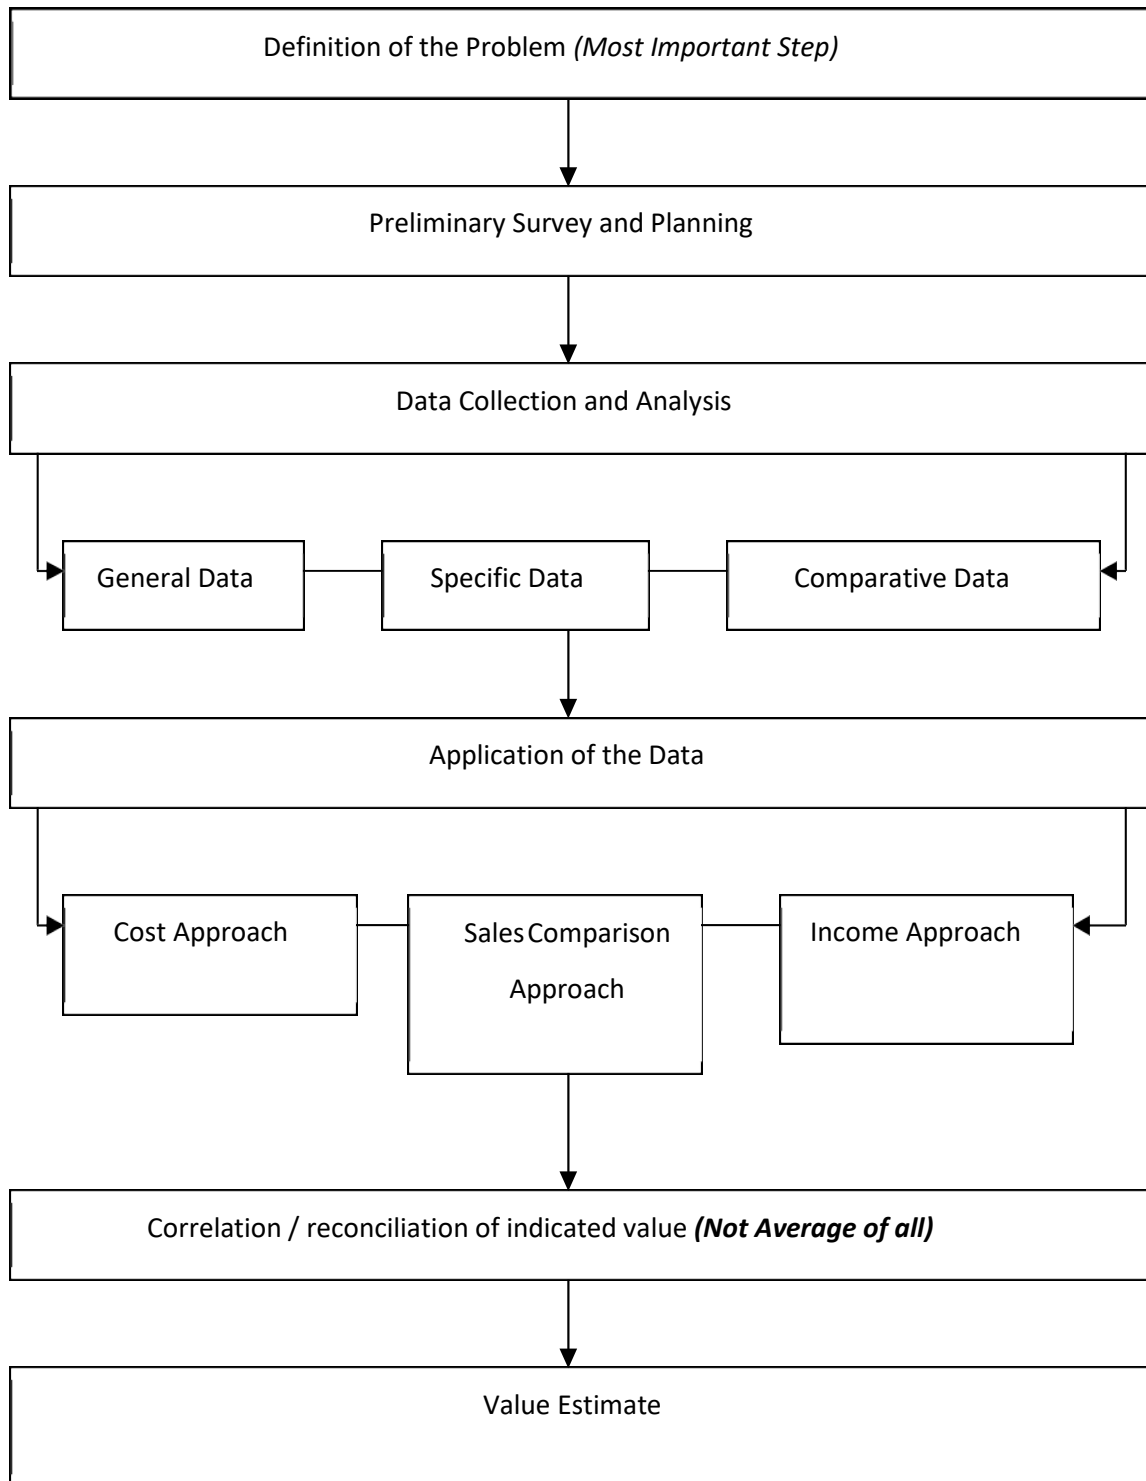 Definition of the Problem (Most Important Step)
Preliminary Survey and Planning
Data Collection and Analysis
General Data
Specific Data
Comparative Data
Application of the Data
Cost Approach
Sales Comparison
Approach
Income Approach
Correlation / reconciliation of indicated value (Not Average of all)
Value Estimate